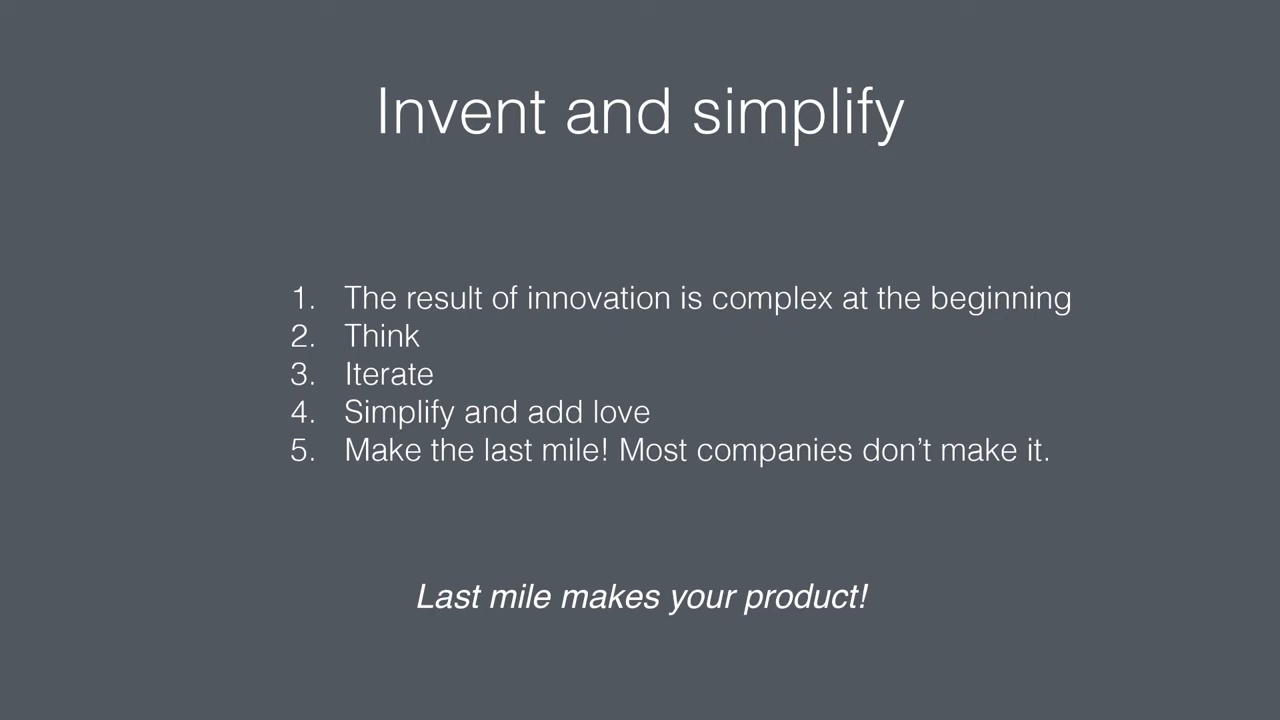 Invent and simplify
1. The result of innovation is complex at the beginning
2. Think
3. Iterate
4. Simplify and add love
5. Make the last mile! Most companies don’t make it.
Last mile makes your product!